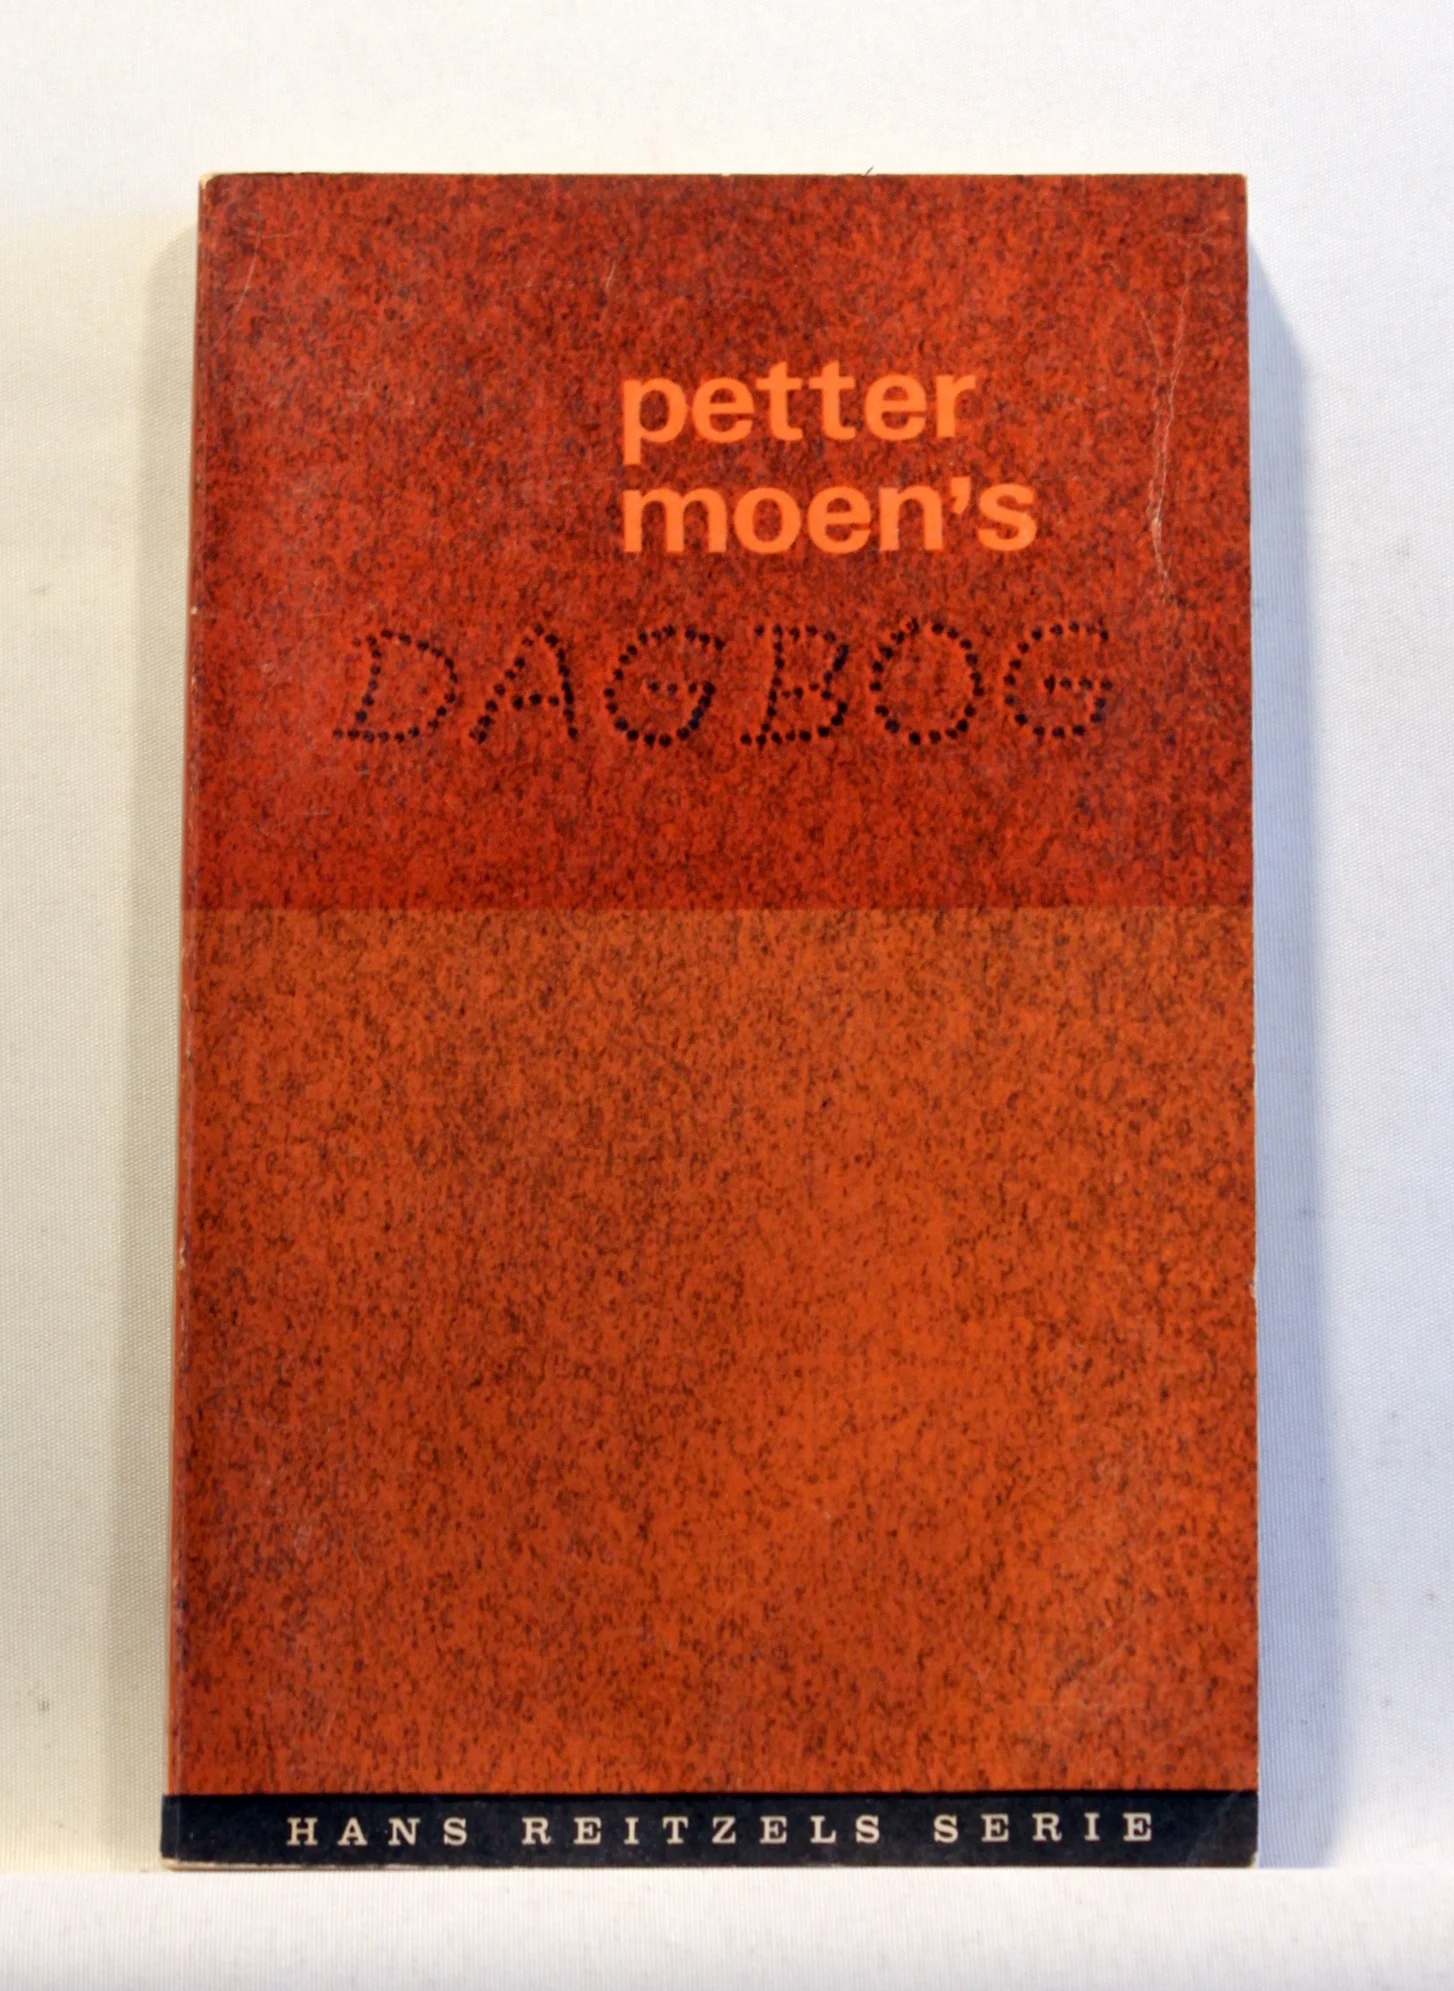 petter
moen's
DAGBOG
HANS REITZELS SERIE